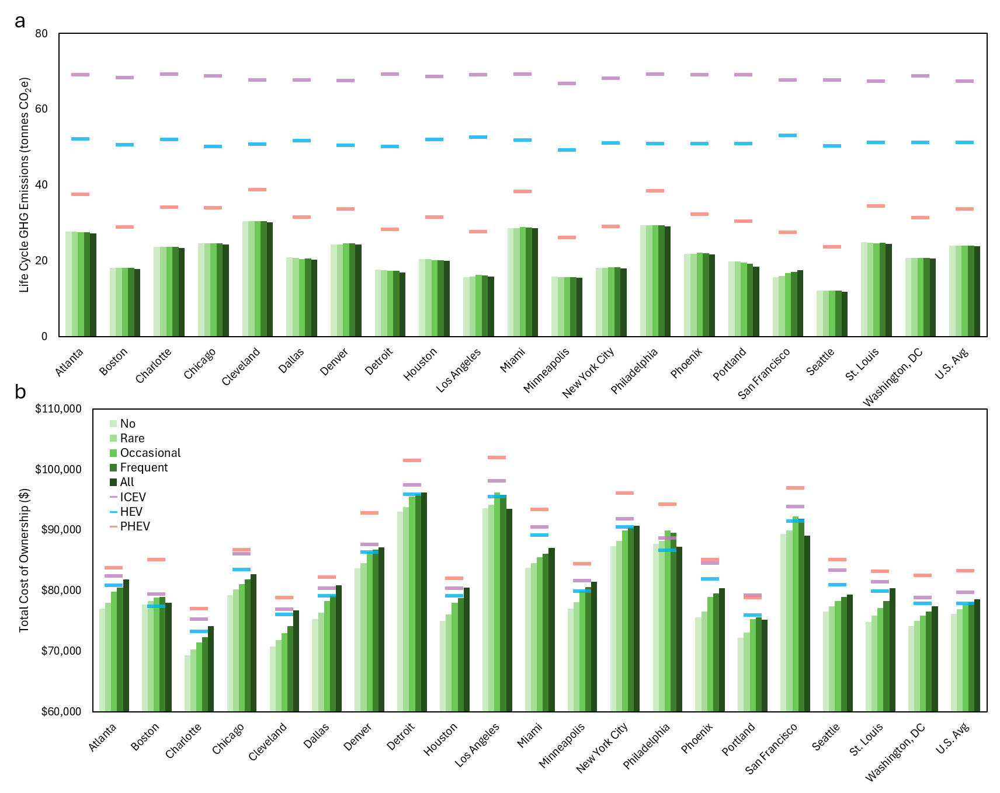 a
80
60
40
20
0
Life Cycle GHG Emissions (tonnes CO₂e)
Atlanta
Boston
Charlotte
Chicago
Cleveland
Dallas
Denver
Detroit
Houston
Los Angeles
Miami
Minneapolis
New York City
Philadelphia
Phoenix
Portland
San Francisco
Seattle
St. Louis
Washington, DC
U.S. Avg
b
$110,000
$100,000
$90,000
$80,000
$70,000
$60,000
Total Cost of Ownership ($)
No
Rare
Occasional
Frequent
All
ICEV
HEV
PHEV
Atlanta
Boston
Charlotte
Chicago
Cleveland
Dallas
Denver
Detroit
Houston
Los Angeles
Miami
Minneapolis
New York City
Philadelphia
Phoenix
Portland
San Francisco
Seattle
St. Louis
Washington, DC
U.S. Avg